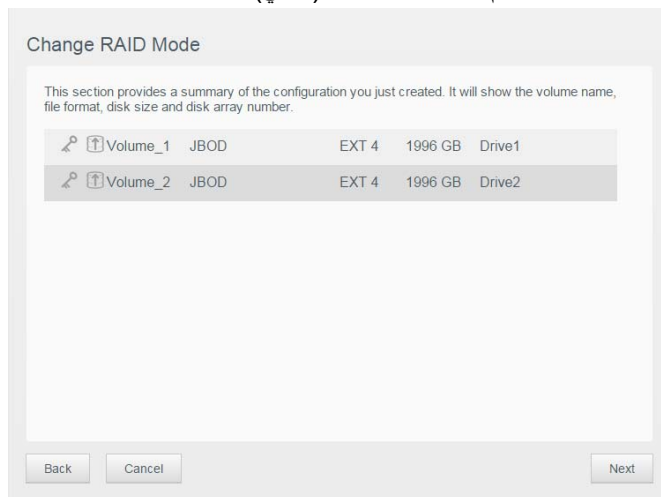 Change RAID Mode
This section provides a summary of the configuration you just created. It will show the volume name,
file format, disk size and disk array number.
Volume_1 JBOD EXT 4 1996 GB Drive1
Volume_2 JBOD EXT 4 1996 GB Drive2
Back Cancel Next